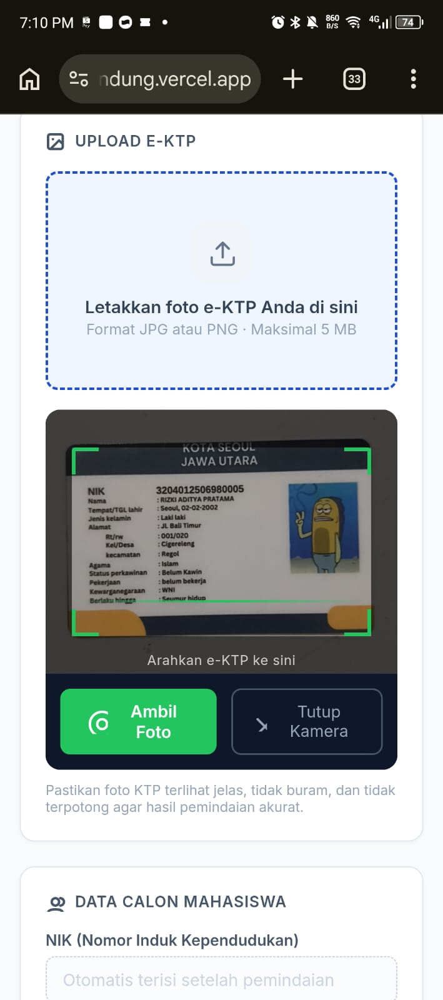 7:10 PM
860 B/S
4G
74
ndung.vercel.app
33
UPLOAD E-KTP
Letakkan foto e-KTP Anda di sini
Format JPG atau PNG · Maksimal 5 MB
KOTA SEOUL
JAWA UTARA
NIK 3204012506980005
Nama : RIZKI ADITYA PRATAMA
Tempat/TGL lahir : Seoul, 02-02-2002
Jenis kelamin : Laki laki
Alamat : JL Bali Timur
Rt/rw : 001/020
Kel/Desa : Cigereleng
kecamatan : Regol
Agama : Islam
Status perkawinan : Belum Kawin
Pekerjaan : belum bekerja
Kewarganegaraan : WNI
Berlaku hingga : Seumur hidup
Arahkan e-KTP ke sini
Ambil Foto
Tutup Kamera
Pastikan foto KTP terlihat jelas, tidak buram, dan tidak
terpotong agar hasil pemindaian akurat.
DATA CALON MAHASISWA
NIK (Nomor Induk Kependudukan)
Otomatis terisi setelah pemindaian